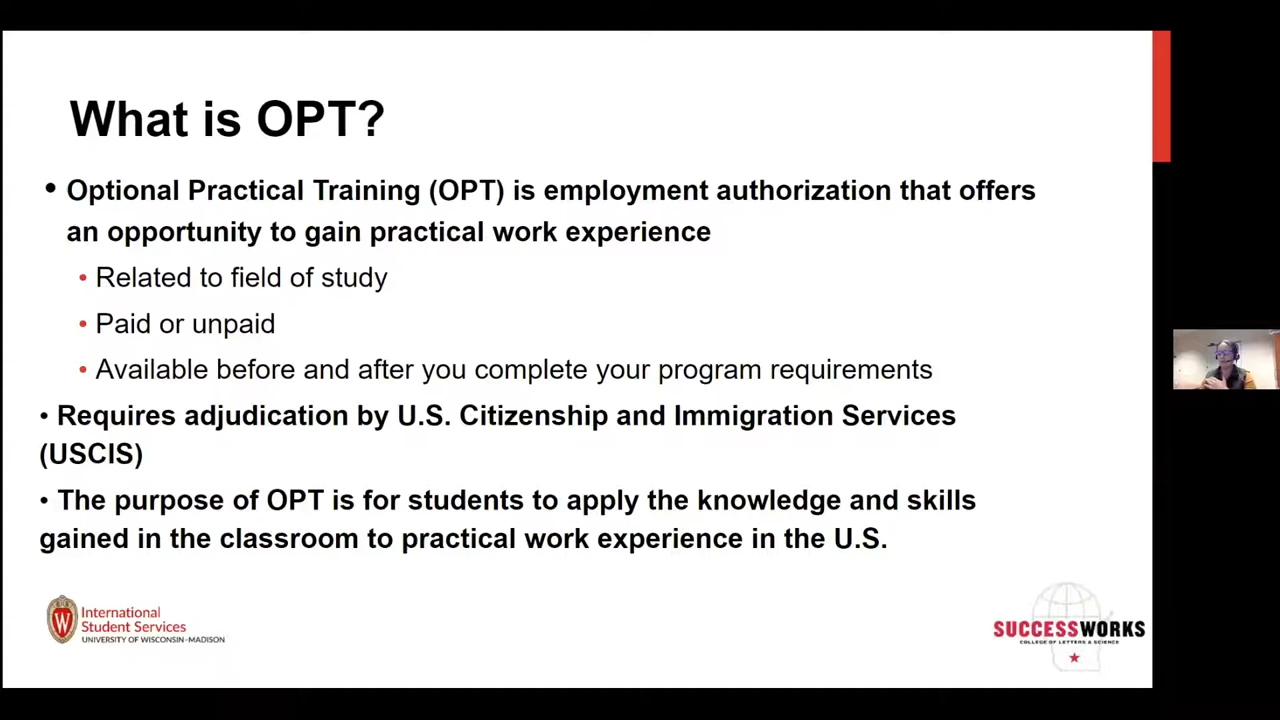 What is OPT?
• Optional Practical Training (OPT) is employment authorization that offers
an opportunity to gain practical work experience
• Related to field of study
• Paid or unpaid
• Available before and after you complete your program requirements
• Requires adjudication by U.S. Citizenship and Immigration Services
(USCIS)
• The purpose of OPT is for students to apply the knowledge and skills
gained in the classroom to practical work experience in the U.S.
W
International
Student Services
UNIVERSITY OF WISCONSIN-MADISON
SUCCESSWORKS
COLLEGE OF LETTERS & SCIENCE